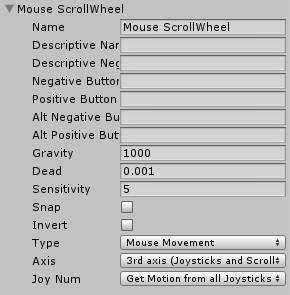 Mouse ScrollWheel
Name Mouse ScrollWheel
Descriptive Nar
Descriptive Neg
Negative Button
Positive Button
Alt Negative Bu
Alt Positive But
Gravity 1000
Dead 0.001
Sensitivity 5
Snap
Invert
Type Mouse Movement
Axis 3rd axis (Joysticks and Scroll
Joy Num Get Motion from all Joysticks